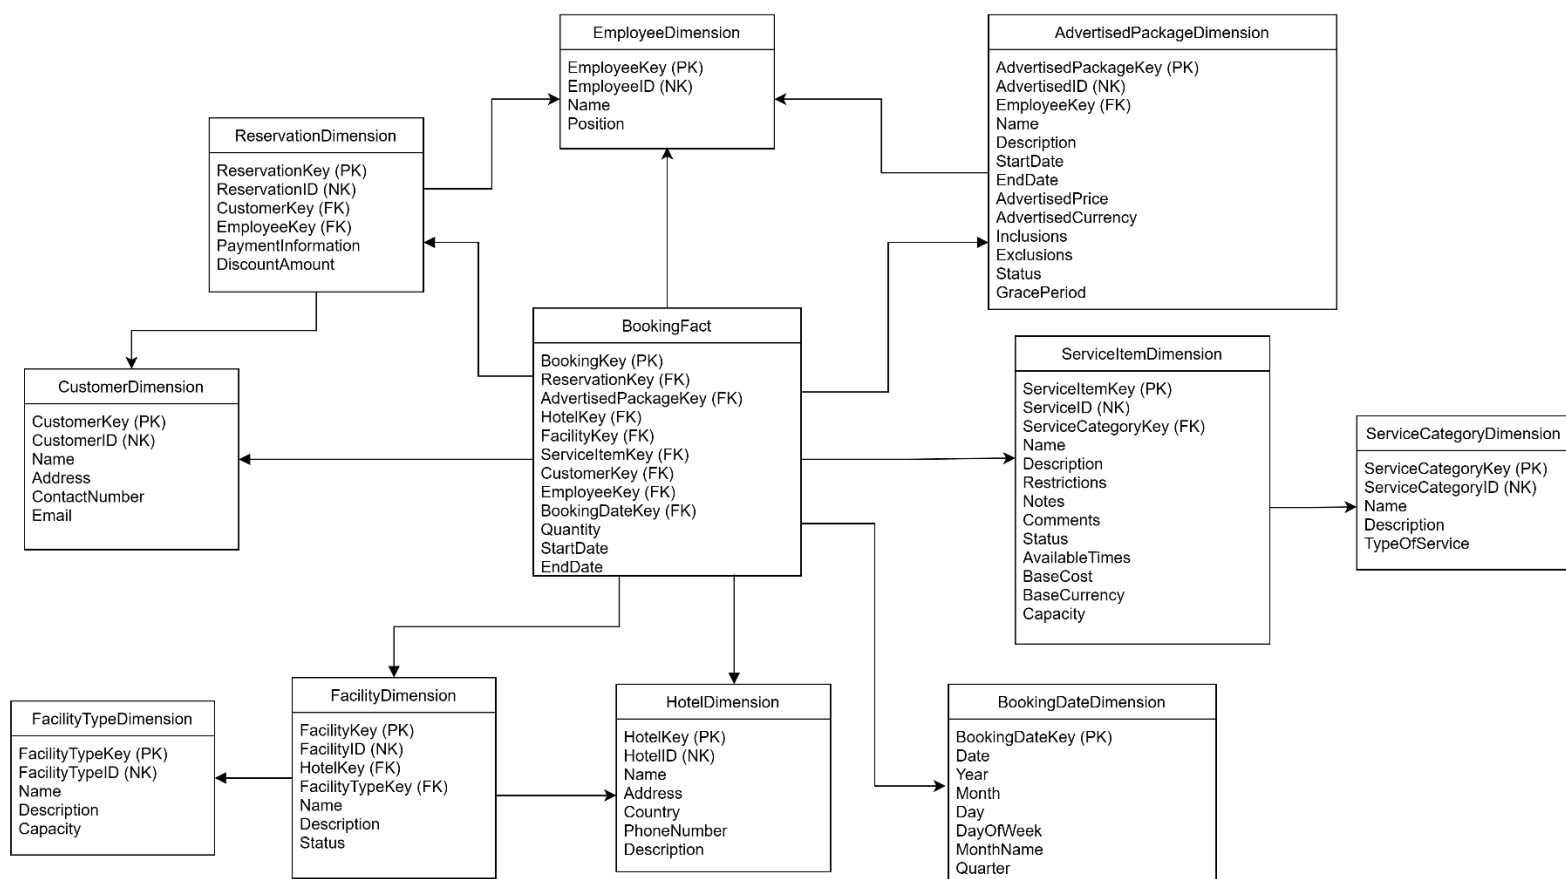 EmployeeDimension
EmployeeKey (PK)
EmployeeID (NK)
Name
Position
AdvertisedPackageDimension
AdvertisedPackageKey (PK)
AdvertisedID (NK)
EmployeeKey (FK)
Name
Description
StartDate
EndDate
AdvertisedPrice
AdvertisedCurrency
Inclusions
Exclusions
Status
GracePeriod
ReservationDimension
ReservationKey (PK)
ReservationID (NK)
CustomerKey (FK)
EmployeeKey (FK)
PaymentInformation
DiscountAmount
BookingFact
BookingKey (PK)
ReservationKey (FK)
AdvertisedPackageKey (FK)
HotelKey (FK)
FacilityKey (FK)
ServiceItemKey (FK)
CustomerKey (FK)
EmployeeKey (FK)
BookingDateKey (FK)
Quantity
StartDate
EndDate
CustomerDimension
CustomerKey (PK)
CustomerID (NK)
Name
Address
ContactNumber
Email
ServiceItemDimension
ServiceItemKey (PK)
ServiceID (NK)
ServiceCategoryKey (FK)
Name
Description
Restrictions
Notes
Comments
Status
AvailableTimes
BaseCost
BaseCurrency
Capacity
ServiceCategoryDimension
ServiceCategoryKey (PK)
ServiceCategoryID (NK)
Name
Description
TypeOfService
FacilityTypeDimension
FacilityTypeKey (PK)
FacilityTypeID (NK)
Name
Description
Capacity
FacilityDimension
FacilityKey (PK)
FacilityID (NK)
HotelKey (FK)
FacilityTypeKey (FK)
Name
Description
Status
HotelDimension
HotelKey (PK)
HotelID (NK)
Name
Address
Country
PhoneNumber
Description
BookingDateDimension
BookingDateKey (PK)
Date
Year
Month
Day
DayOfWeek
MonthName
Quarter